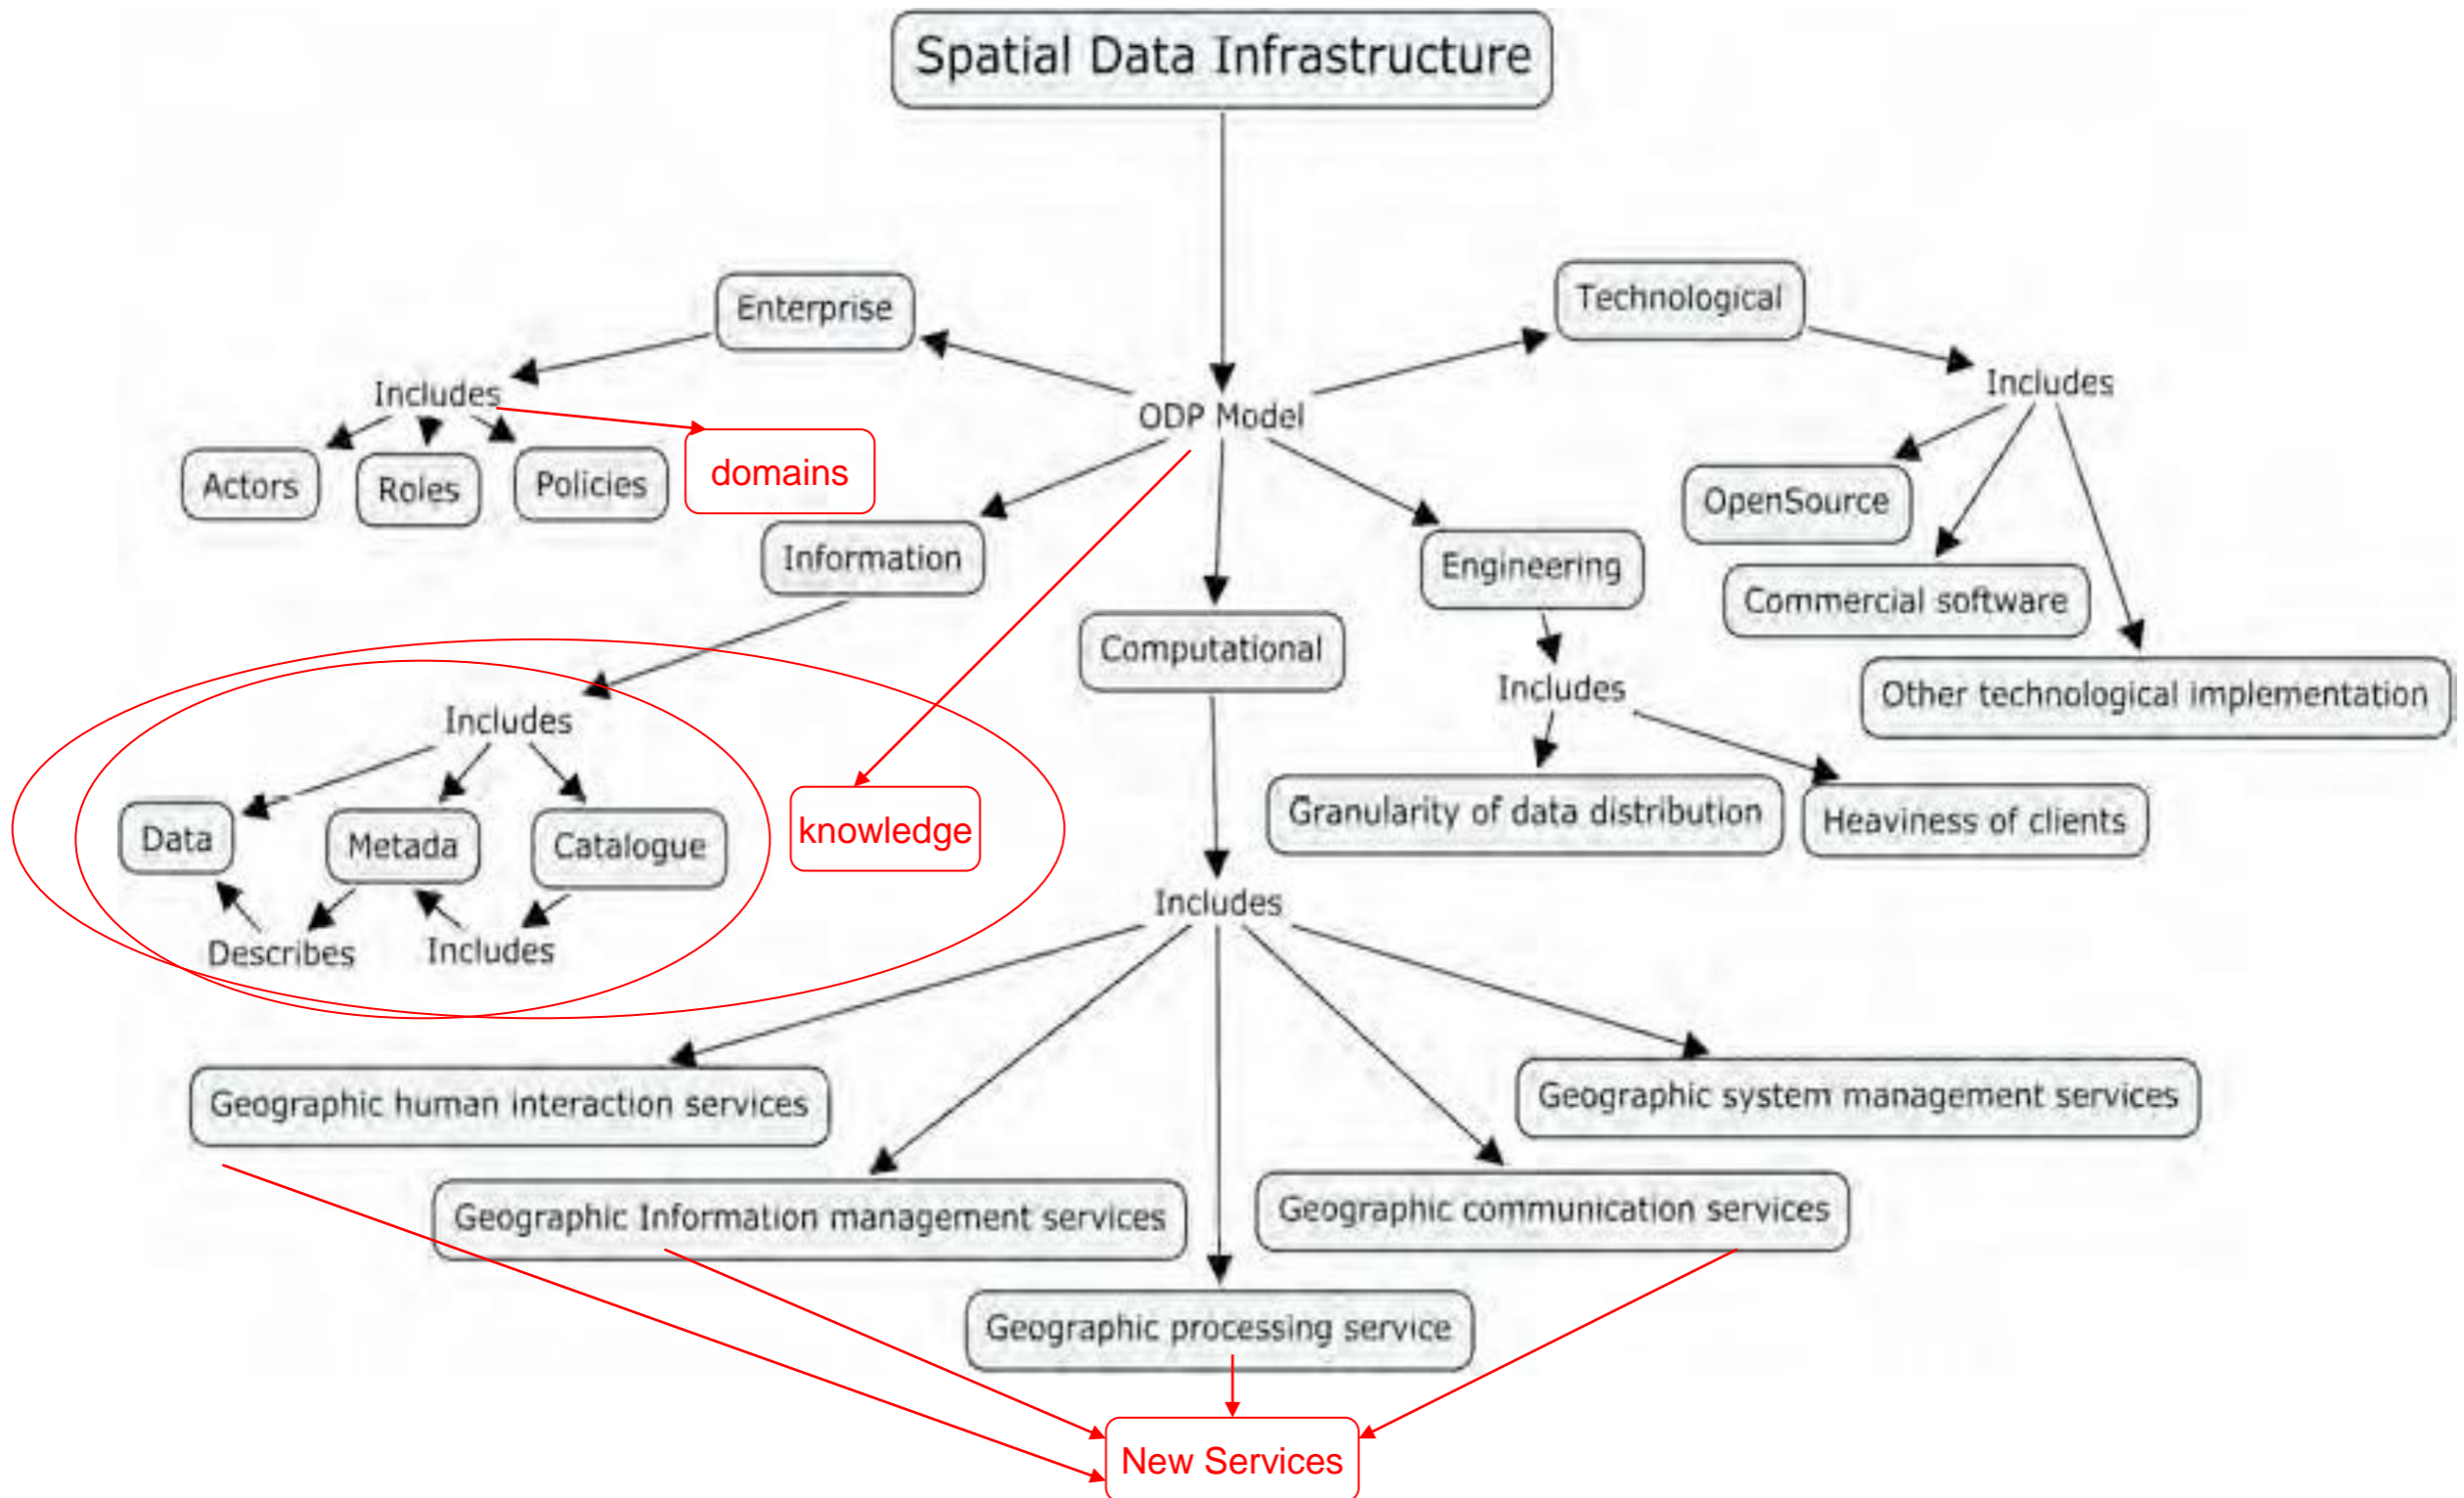 Spatial Data Infrastructure
Enterprise
Technological
Includes
Includes
ODP Model
Actors
Roles
Policies
domains
OpenSource
Information
Engineering
Commercial software
Computational
Includes
Other technological implementation
Includes
Data
Metada
Catalogue
knowledge
Granularity of data distribution
Heaviness of clients
Describes
Includes
Includes
Geographic human interaction services
Geographic system management services
Geographic Information management services
Geographic communication services
Geographic processing service
New Services